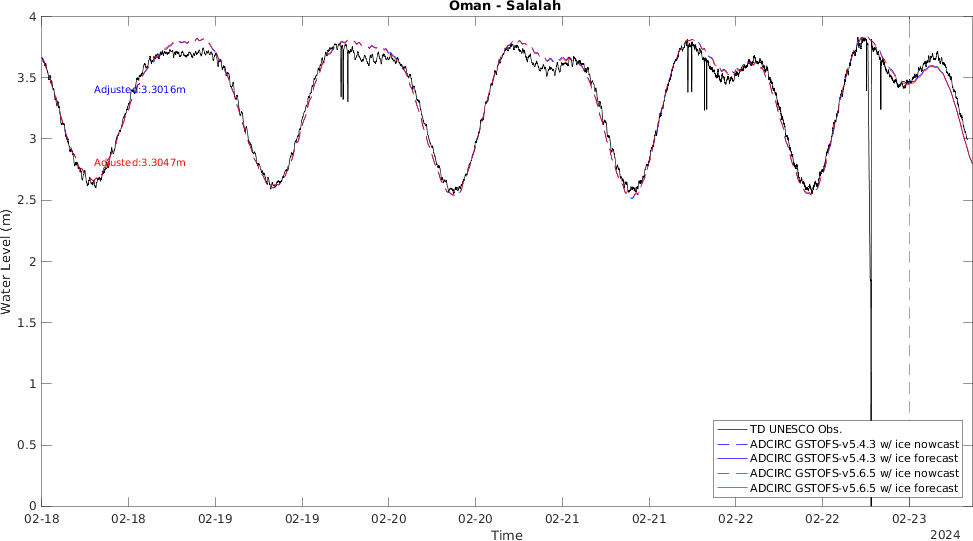 Oman - Salalah
4
3.5
3
2.5
2
1.5
1
0.5
0
Water Level (m)
Adjusted:3.3016m
Adjusted:3.3047m
TD UNESCO Obs.
ADCIRC GSTOFS-v5.4.3 w/ ice nowcast
ADCIRC GSTOFS-v5.4.3 w/ ice forecast
ADCIRC GSTOFS-v5.6.5 w/ ice nowcast
ADCIRC GSTOFS-v5.6.5 w/ ice forecast
02-18 02-18 02-19 02-19 02-20 02-20 02-21 02-21 02-22 02-22 02-23
Time
2024